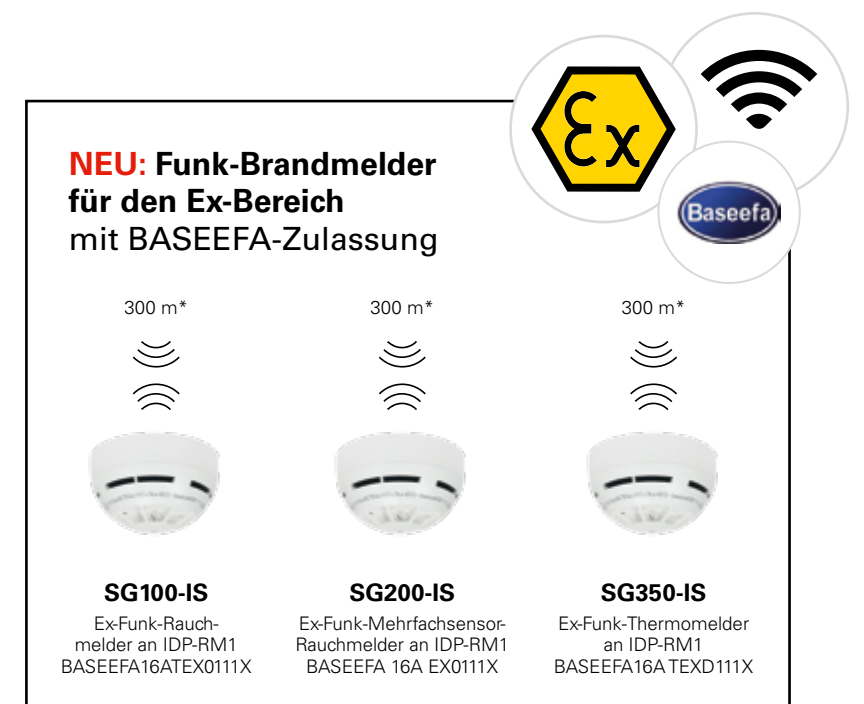 Ex
Baseefa
NEU: Funk-Brandmelder
für den Ex-Bereich
mit BASEEFA-Zulassung
300 m*
300 m*
300 m*
SG100-IS
Ex-Funk-Rauch-
melder an IDP-RM1
BASEEFA16ATEX0111X
SG200-IS
Ex-Funk-Mehrfachsensor-
Rauchmelder an IDP-RM1
BASEEFA 16A EX0111X
SG350-IS
Ex-Funk-Thermomelder
an IDP-RM1
BASEEFA16A TEXD111X